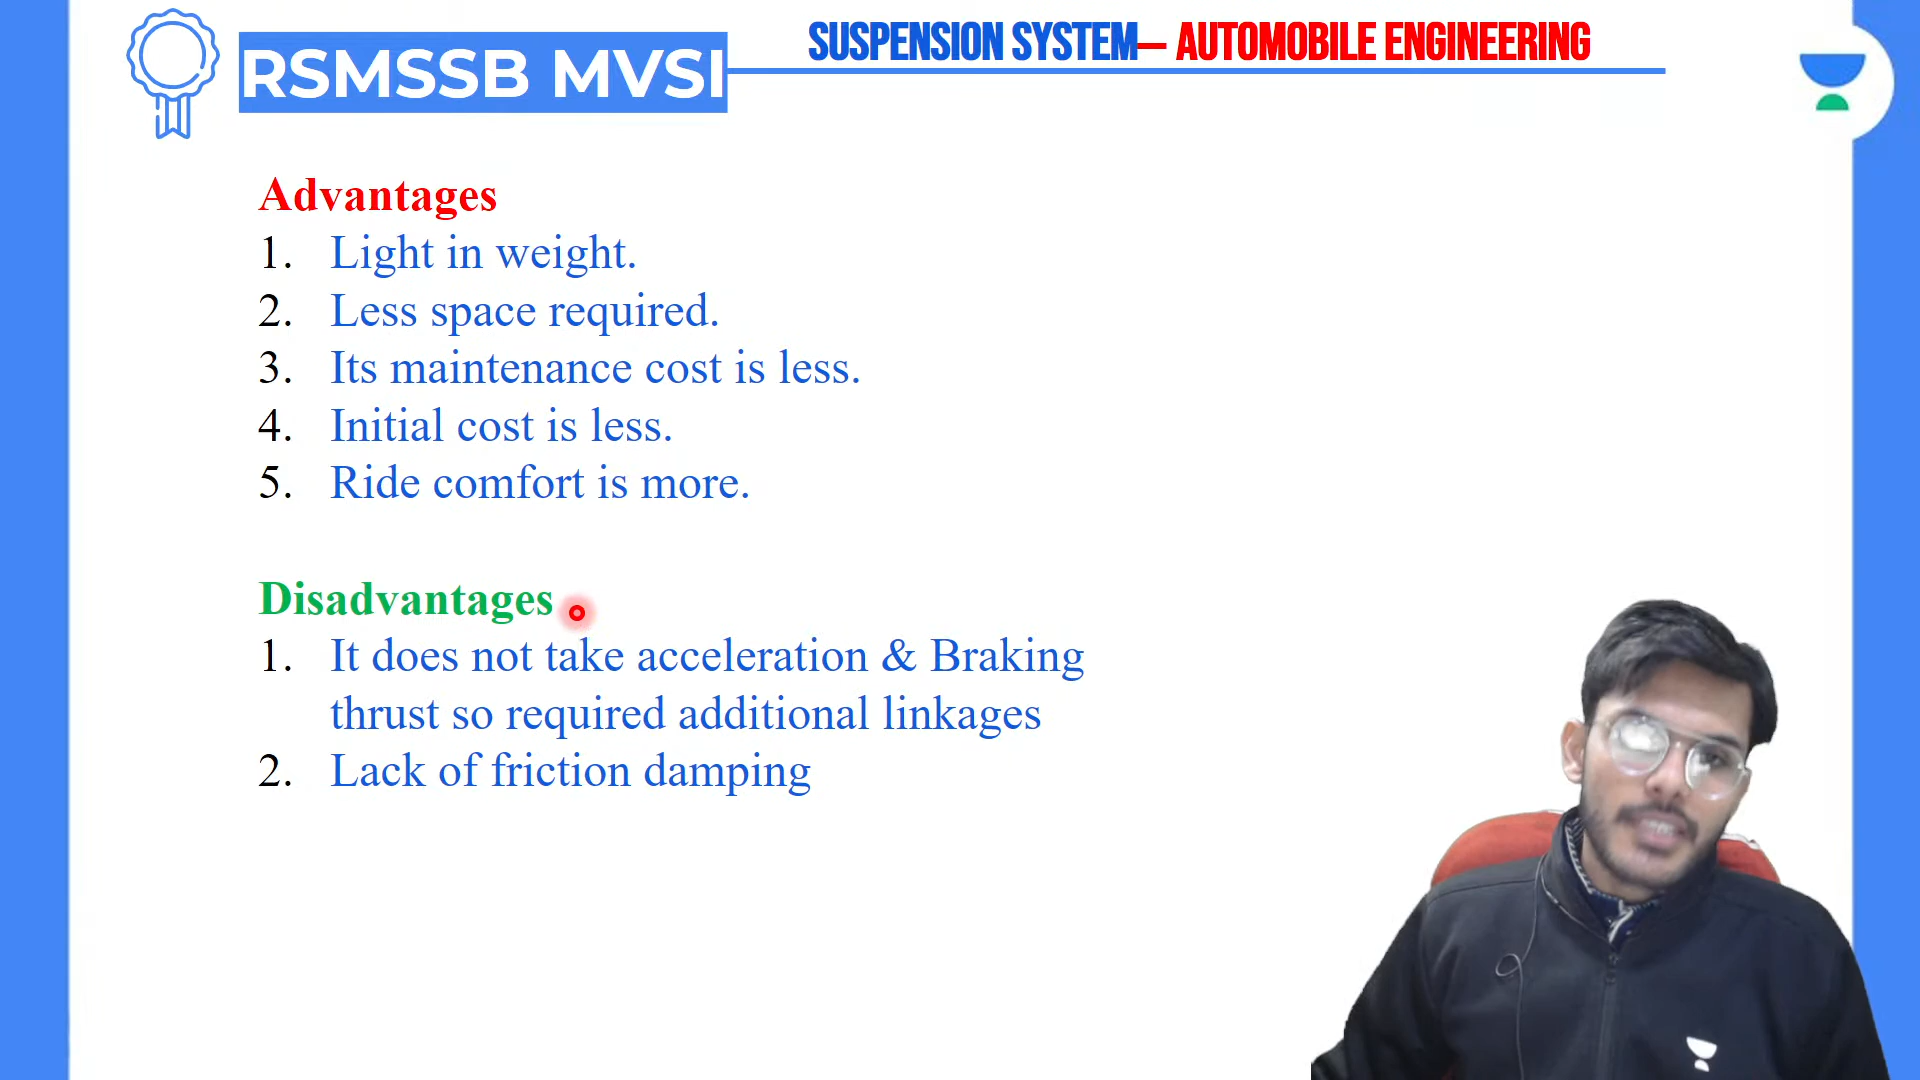 RSMSSB MVSI
SUSPENSION SYSTEM– AUTOMOBILE ENGINEERING
Advantages
1. Light in weight.
2. Less space required.
3. Its maintenance cost is less.
4. Initial cost is less.
5. Ride comfort is more.
Disadvantages
1. It does not take acceleration & Braking
thrust so required additional linkages
2. Lack of friction damping